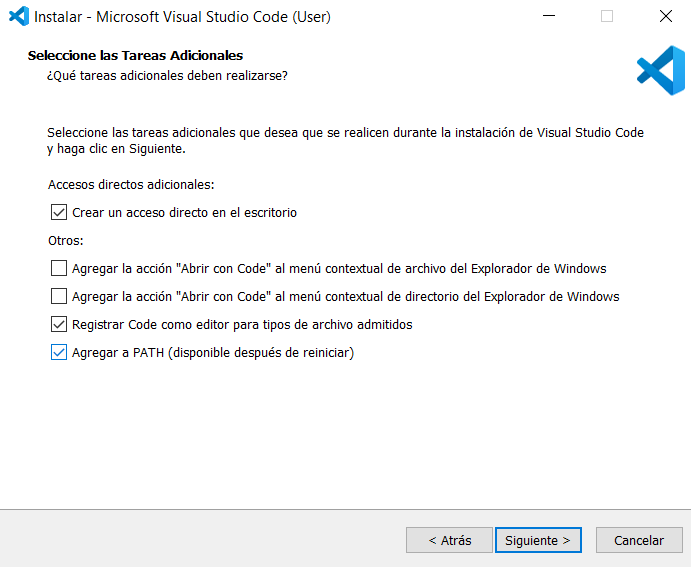 Instalar - Microsoft Visual Studio Code (User)
Seleccione las Tareas Adicionales
¿Qué tareas adicionales deben realizarse?
Seleccione las tareas adicionales que desea que se realicen durante la instalación de Visual Studio Code
y haga clic en Siguiente.
Accesos directos adicionales:
Crear un acceso directo en el escritorio
Otros:
Agregar la acción "Abrir con Code" al menú contextual de archivo del Explorador de Windows
Agregar la acción "Abrir con Code" al menú contextual de directorio del Explorador de Windows
Registrar Code como editor para tipos de archivo admitidos
Agregar a PATH (disponible después de reiniciar)
< Atrás
Siguiente >
Cancelar